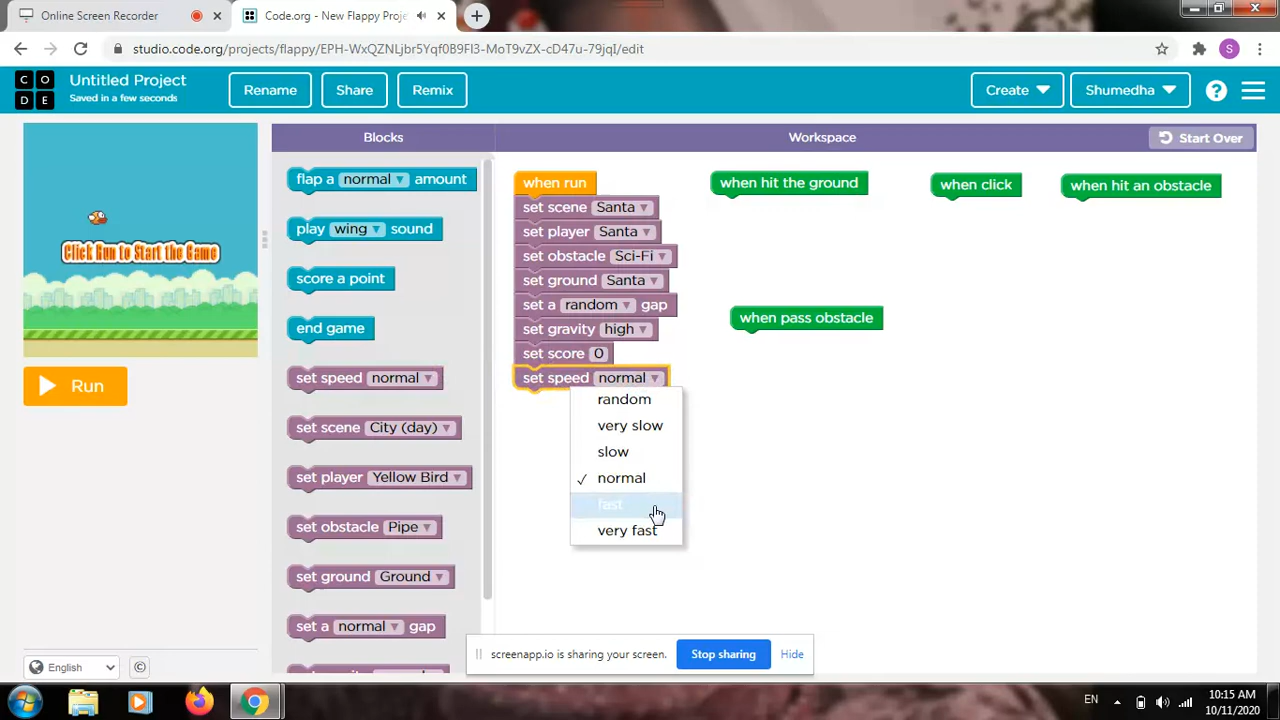 Online Screen Recorder
Code.org - New Flappy Proje
studio.code.org/projects/flappy/EPH-WxQZNLjbr5Yqf0B9Fl3-MoT9vZX-cD47u-79jqI/edit
S
C O
D E
Untitled Project
Saved in a few seconds
Rename
Share
Remix
Create
Shumedha
?
Blocks
Workspace
Start Over
Click Run to Start the Game
Run
flap a normal amount
play wing sound
score a point
end game
set speed normal
set scene City (day)
set player Yellow Bird
set obstacle Pipe
set ground Ground
set a normal gap
when run
set scene Santa
set player Santa
set obstacle Sci-Fi
set ground Santa
set a random gap
set gravity high
set score 0
set speed normal
random
very slow
slow
normal
fast
very fast
when hit the ground
when click
when hit an obstacle
when pass obstacle
screenapp.io is sharing your screen.
Stop sharing
Hide
English
©
EN
10:15 AM
10/11/2020